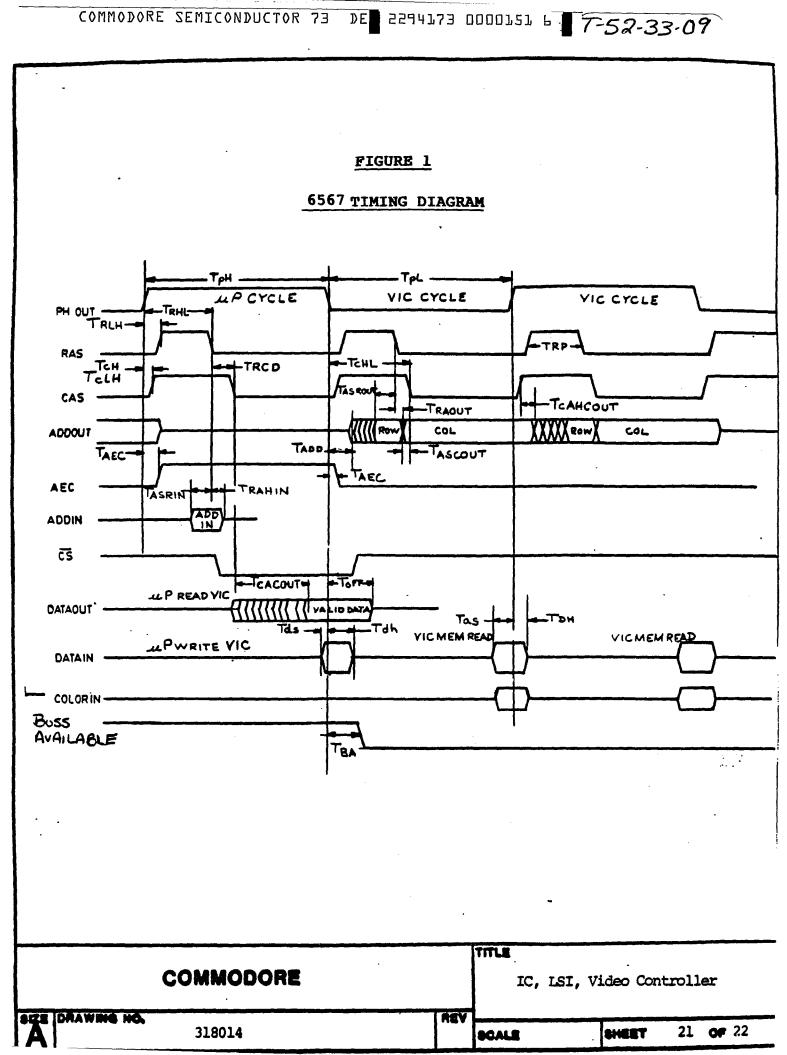 COMMODORE SEMICONDUCTOR 73 DE 2294173 0000151 6 T-52-33-09
FIGURE 1
6567 TIMING DIAGRAM
TpH TpL
µP CYCLE VIC CYCLE VIC CYCLE
PH OUT TRHL
TRLH
RAS TRP
TCH TRCD TCHL
TCLH
CAS TASROUT TRAOUT TCAHCOUT
ADDOUT ROW COL ROW COL
TAEC TADD TASCOUT
AEC TAEC
TASRIN TRAHIN
ADDIN ADD IN
CS
TCACOUT TOFF
µP READ VIC
DATAOUT VALID DATA
Tds Tdh Tas TDH
µP WRITE VIC VIC MEM READ VIC MEM READ
DATAIN
COLORIN
BUSS
AVAILABLE
TBA
COMMODORE
TITLE
IC, LSI, Video Controller
SIZE DRAWING NO. REV
A 318014
SCALE SHEET 21 OF 22